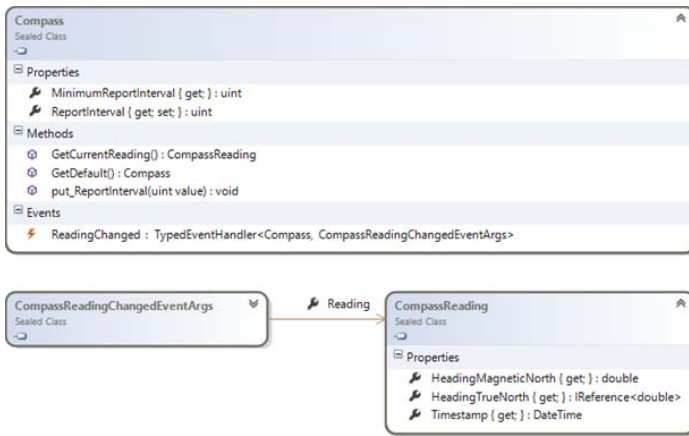 Compass
Sealed Class
Properties
MinimumReportInterval { get; } : uint
ReportInterval { get; set; } : uint
Methods
GetCurrentReading() : CompassReading
GetDefault() : Compass
put_ReportInterval(uint value) : void
Events
ReadingChanged : TypedEventHandler<Compass, CompassReadingChangedEventArgs>
CompassReadingChangedEventArgs
Sealed Class
Reading
CompassReading
Sealed Class
Properties
HeadingMagneticNorth { get; } : double
HeadingTrueNorth { get; } : IReference<double>
Timestamp { get; } : DateTime